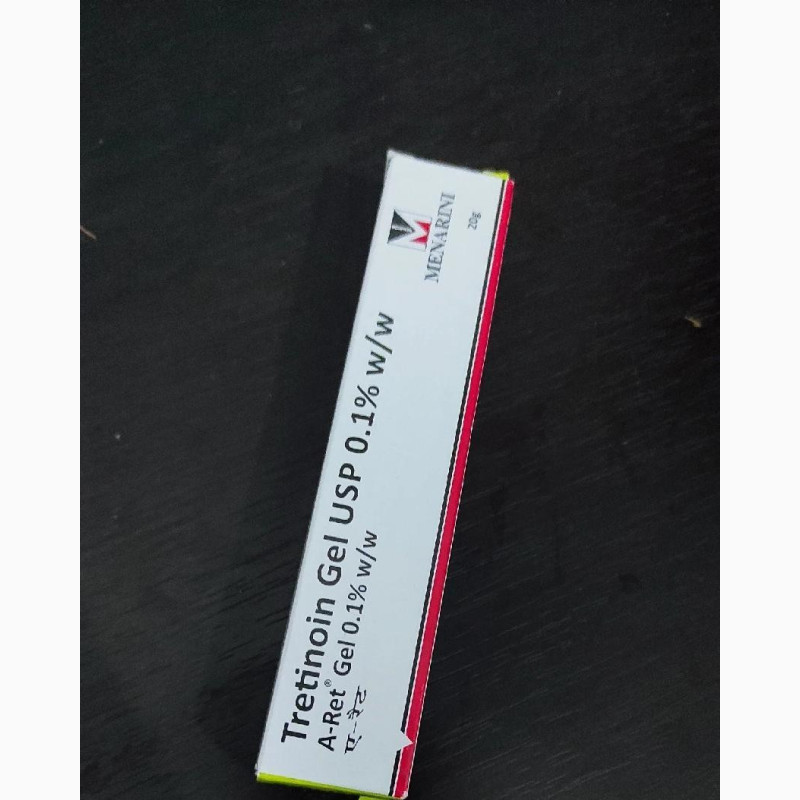 Tretinoin Gel USP 0.1% w/w
A-Ret® Gel 0.1% w/w
ए-रेट
MENARINI
20g